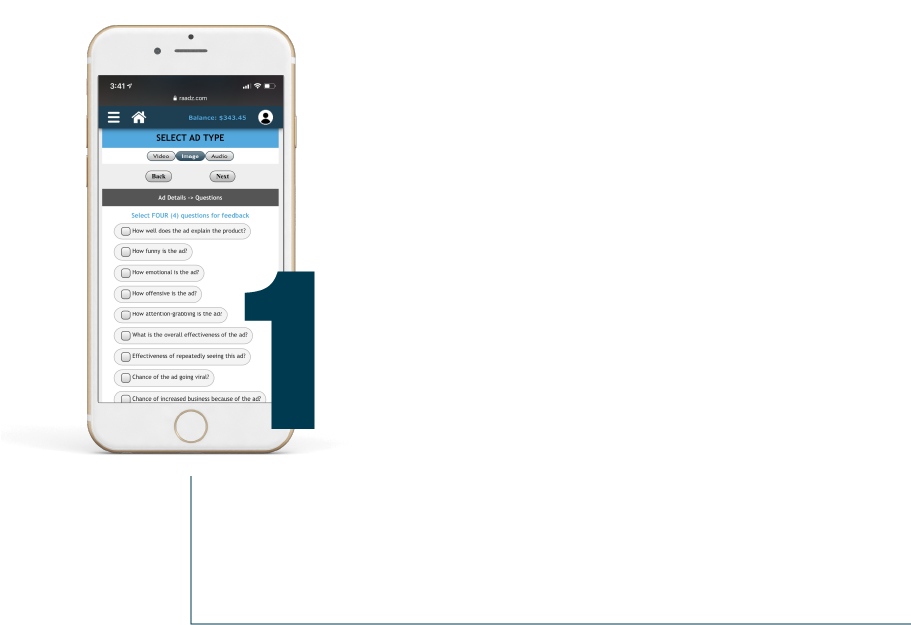 3:41
raadz.com
Balance: $343.45
SELECT AD TYPE
Video Image Audio
Back Next
Ad Details -> Questions
Select FOUR (4) questions for feedback
How well does the ad explain the product?
How funny is the ad?
How emotional is the ad?
How offensive is the ad?
How attention-grabbing is the ad?
What is the overall effectiveness of the ad?
Effectiveness of repeatedly seeing this ad?
Chance of the ad going viral?
Chance of increased business because of the ad?
1